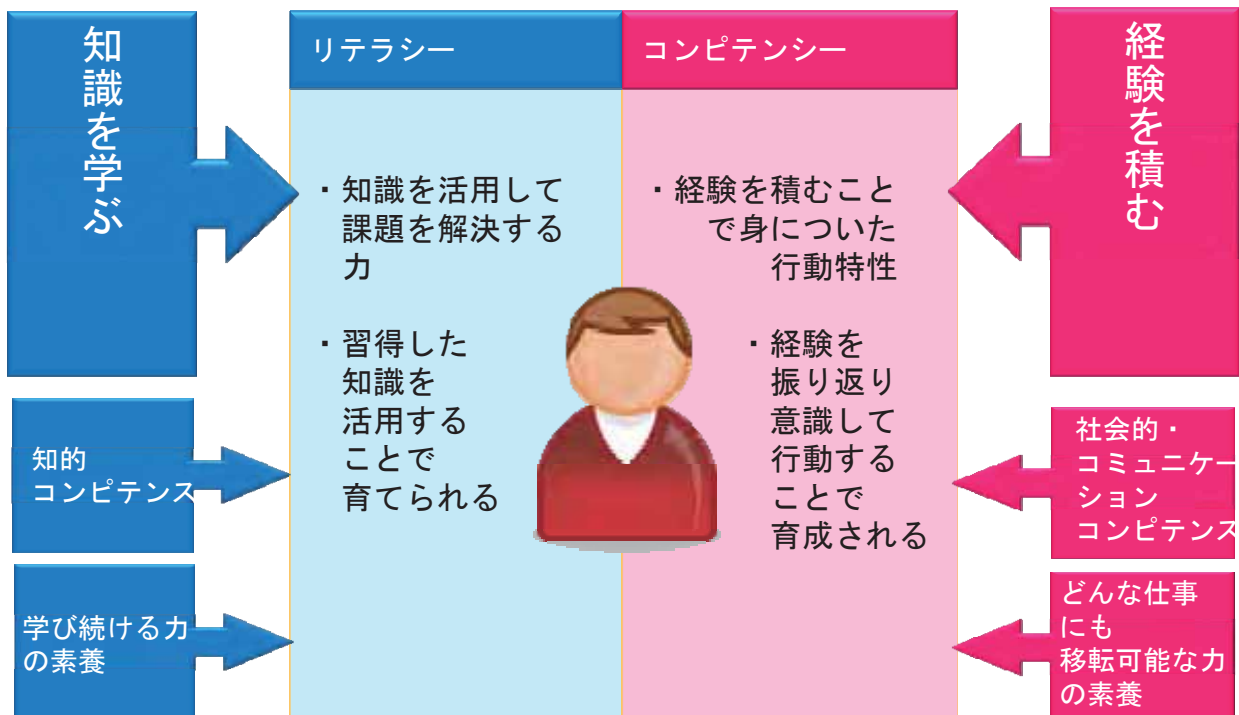 知識を学ぶ
リテラシー
コンピテンシー
経験を積む
・知識を活用して
課題を解決する
力
・習得した
知識を
活用する
ことで
育てられる
・経験を積むこと
で身についた
行動特性
・経験を
振り返り
意識して
行動する
ことで
育成される
知的
コンピテンス
学び続ける力
の素養
社会的・
コミュニケー
ション
コンピテンス
どんな仕事
にも
移転可能な力
の素養